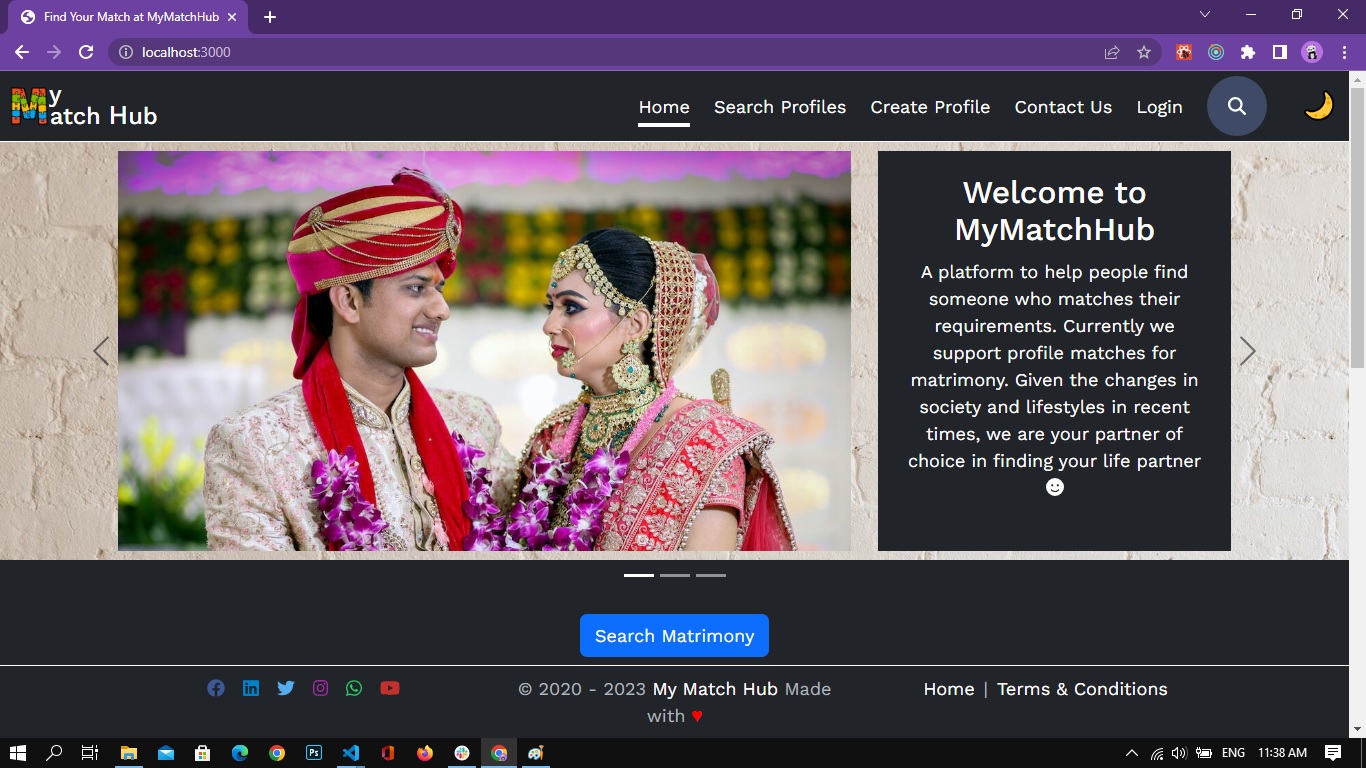 Find Your Match at MyMatchHub
localhost:3000
My
atch Hub
Home
Search Profiles
Create Profile
Contact Us
Login
Welcome to
MyMatchHub
A platform to help people find
someone who matches their
requirements. Currently we
support profile matches for
matrimony. Given the changes in
society and lifestyles in recent
times, we are your partner of
choice in finding your life partner
Search Matrimony
© 2020 - 2023 My Match Hub Made
with ♥
Home | Terms & Conditions
Ps
ENG
11:38 AM